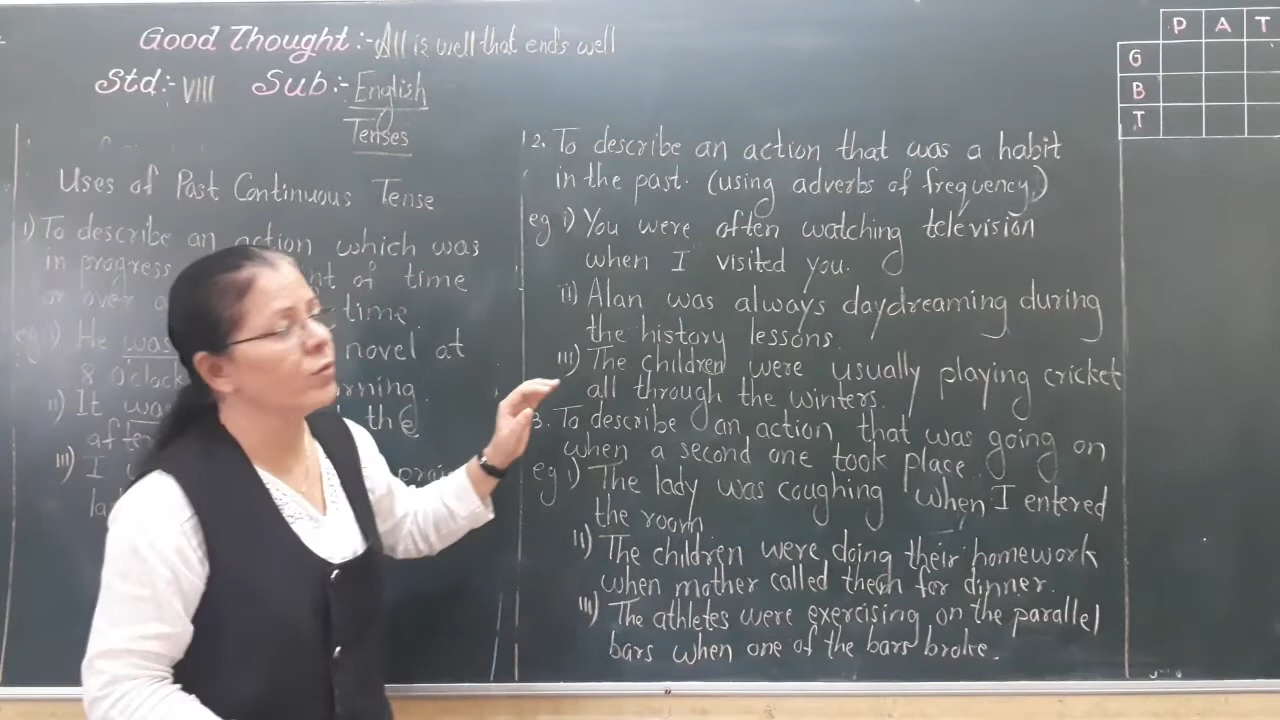 Good Thought :- All is well that ends well
Std:- VIII Sub :- English
Tenses
P A T
G
B
T
Uses of Past Continuous Tense
1) To describe an action which was
in progress nt of time
or over a time.
eg i) He was novel at
8 o'clock rning.
ii) It was the
after
iii) I
la
2. To describe an action that was a habit
in the past. (using adverbs of frequency)
eg i) You were often watching television
when I visited you.
ii) Alan was always daydreaming during
the history lessons.
iii) The children were usually playing cricket
all through the winters.
3. To describe an action that was going on
when a second one took place.
eg i) The lady was coughing when I entered
the room
ii) The children were doing their homework
when mother called them for dinner.
iii) The athletes were exercising on the parallel
bars when one of the bars broke.